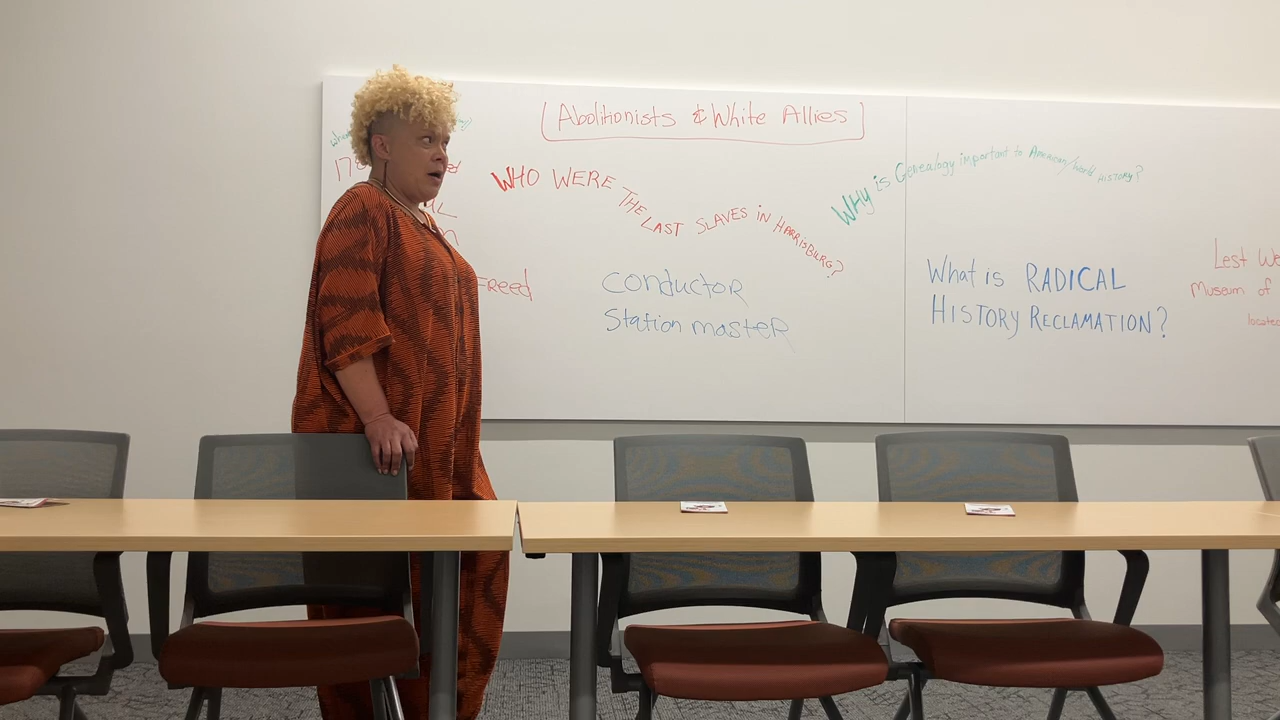 Abolitionists & White Allies
WHO WERE THE LAST SLAVES iN HARRiSBURG?
WHY is Genealogy important to American/World HISTORY?
conductor
Station masteR
FREED
What is RADICAL
HISTORY RECLAMATION?
Lest We
Museum of
located